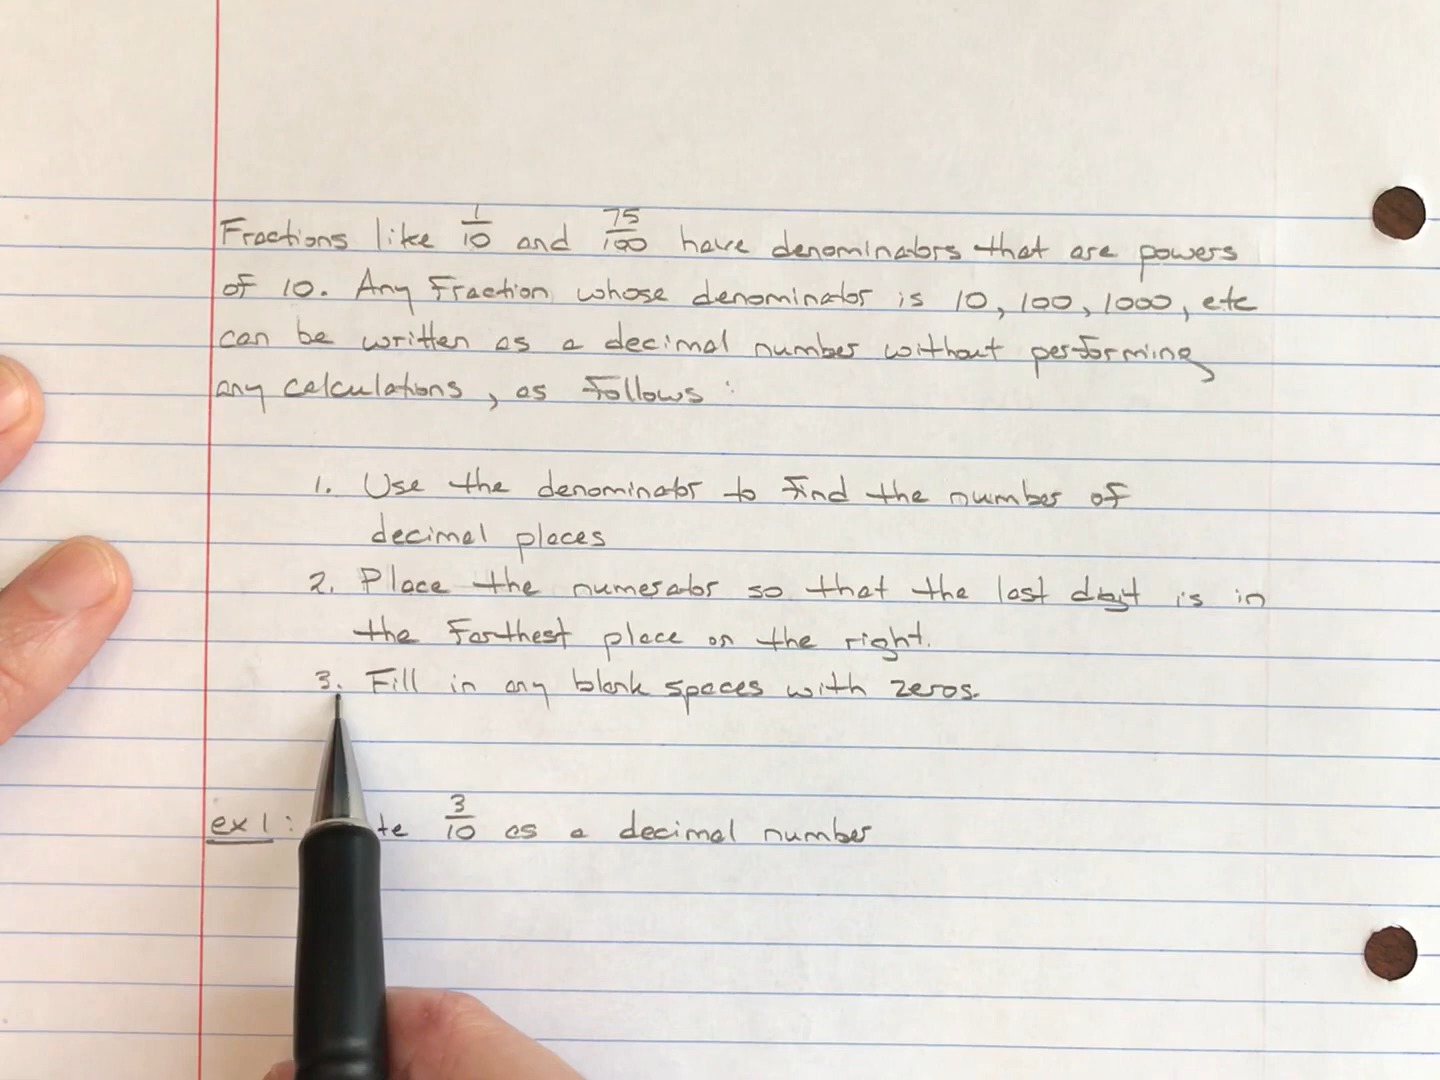 Fractions like 1/10 and 75/100 have denominators that are powers
of 10. Any fraction whose denominator is 10, 100, 1000, etc
can be written as a decimal number without performing
any calculations, as follows:
1. Use the denominator to find the number of
decimal places
2. Place the numerator so that the last digit is in
the farthest place on the right.
3. Fill in any blank spaces with zeros.
ex 1: te 3/10 as a decimal number